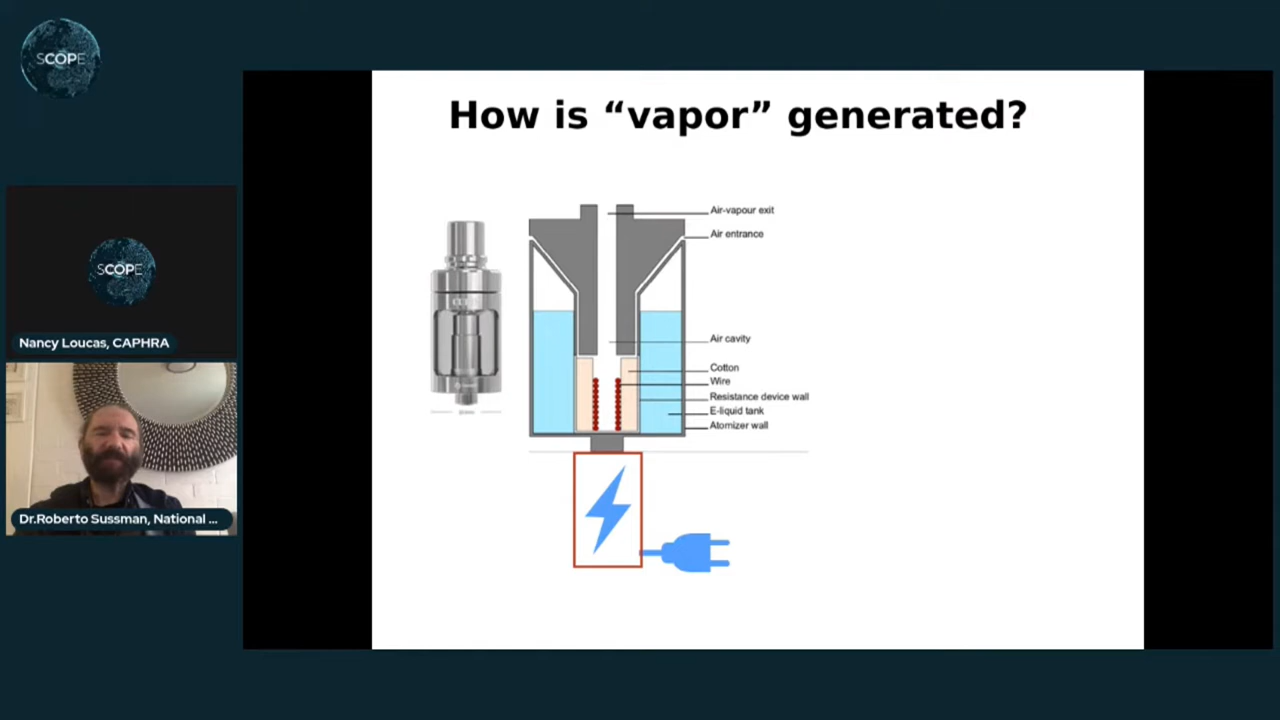 SCOPE
How is “vapor” generated?
Air-vapour exit
Air entrance
Air cavity
Cotton
Wire
Resistance device wall
E-liquid tank
Atomizer wall
SCOPE
Nancy Loucas, CAPHRA
Dr.Roberto Sussman, National ...